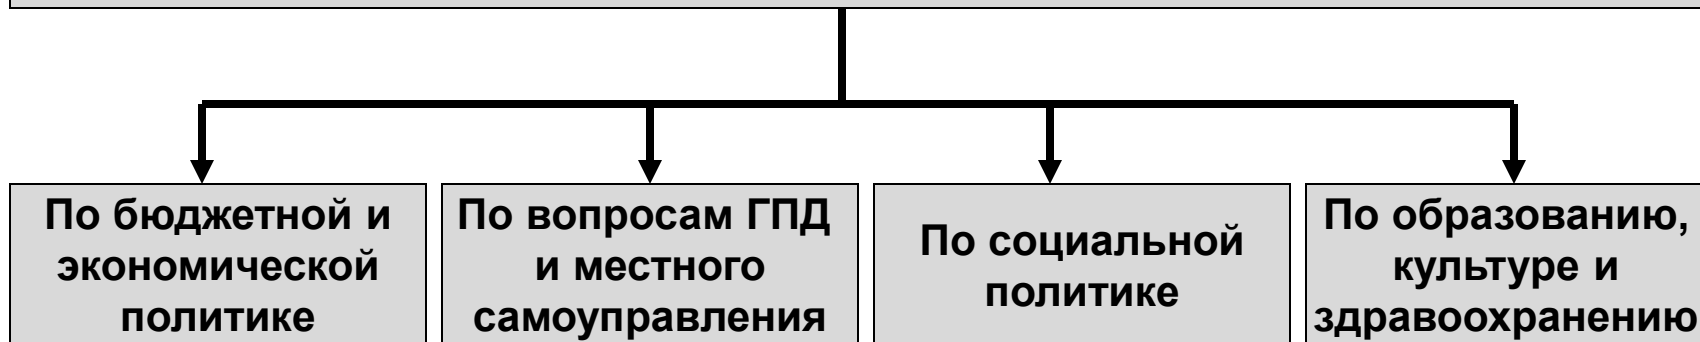 По бюджетной и
экономической
политике
По вопросам ГПД
и местного
самоуправления
По социальной
политике
По образованию,
культуре и
здравоохранению